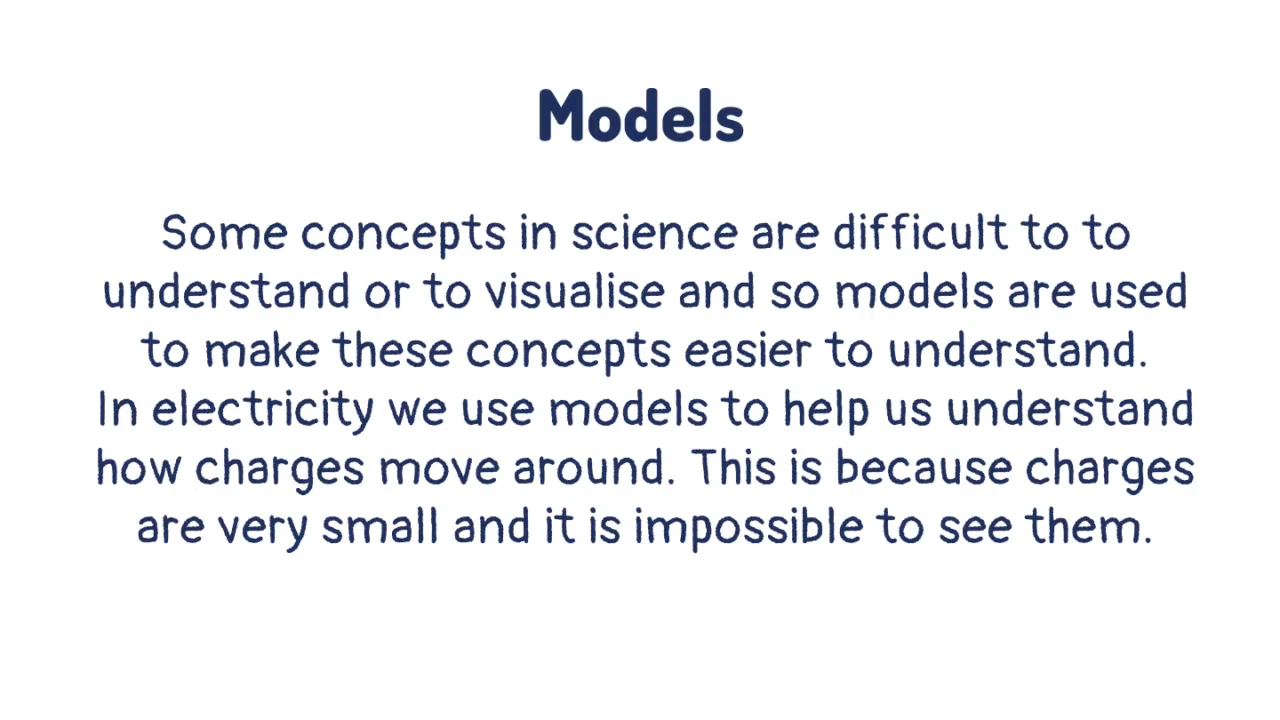 Models
Some concepts in science are difficult to to
understand or to visualise and so models are used
to make these concepts easier to understand.
In electricity we use models to help us understand
how charges move around. This is because charges
are very small and it is impossible to see them.